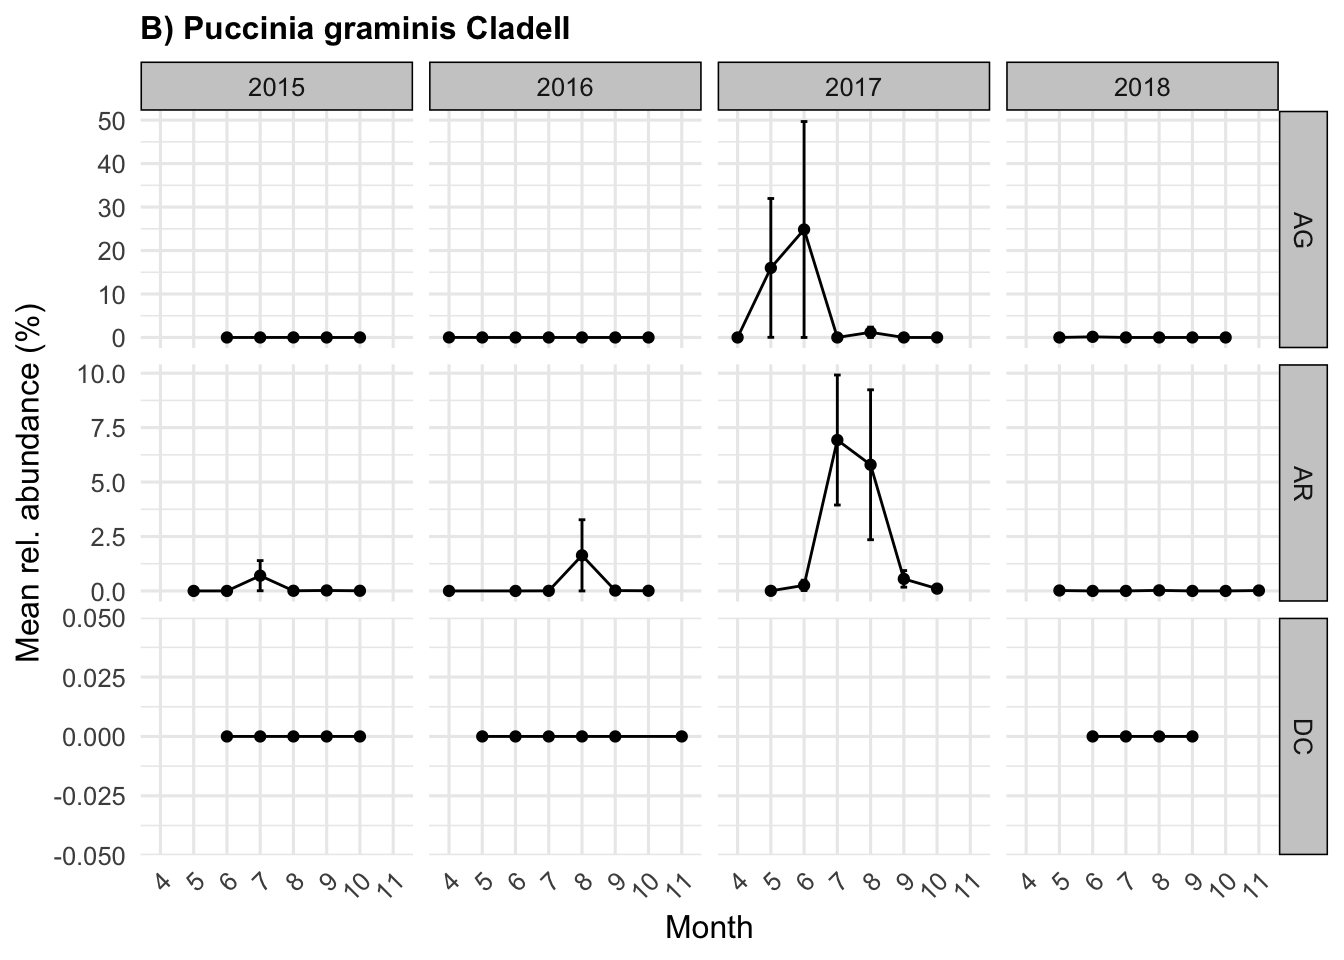 B) Puccinia graminis CladeII
2015 2016 2017 2018
50
40
30
20
10
0
AG
10.0
7.5
5.0
2.5
0.0
AR
0.050
0.025
0.000
-0.025
-0.050
DC
Mean rel. abundance (%)
4 5 6 7 8 9 10 11 4 5 6 7 8 9 10 11 4 5 6 7 8 9 10 11 4 5 6 7 8 9 10 11
Month